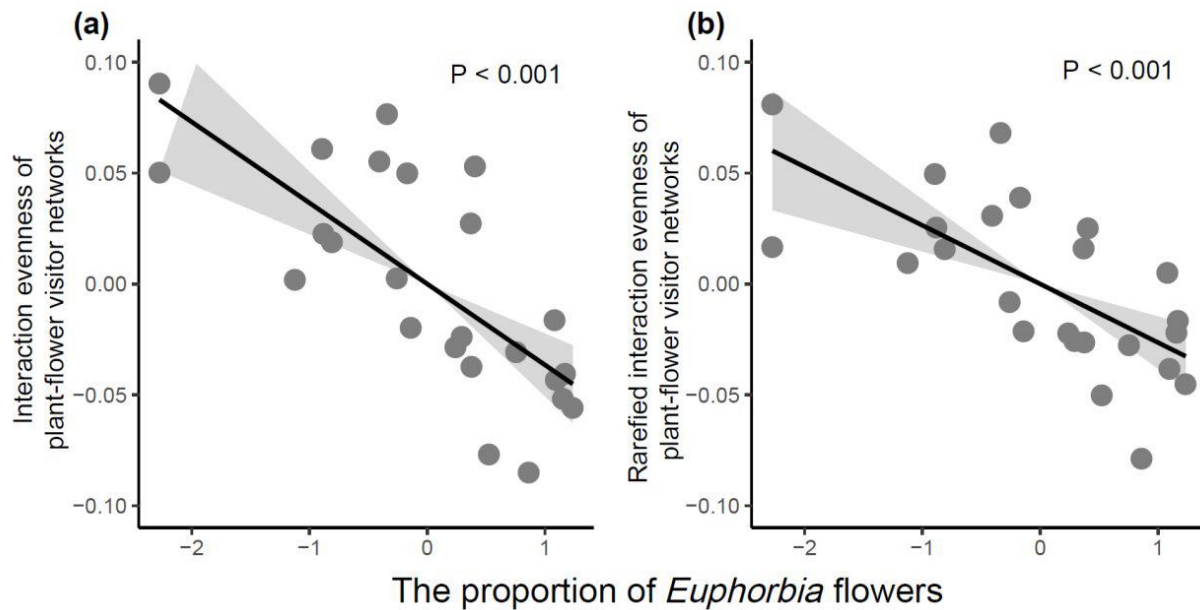 (a)
P < 0.001
0.10
0.05
0.00
−0.05
−0.10
Interaction evenness of
plant-flower visitor networks
−2
−1
0
1
(b)
P < 0.001
0.10
0.05
0.00
−0.05
−0.10
Rarefied interaction evenness of
plant-flower visitor networks
−2
−1
0
1
The proportion of Euphorbia flowers